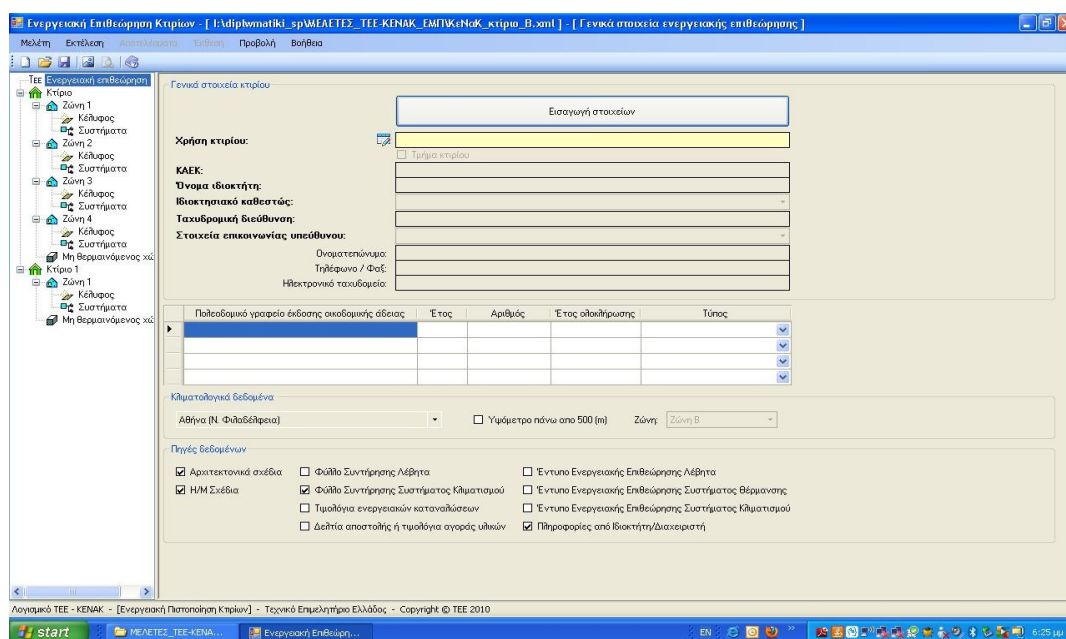 Ενεργειακή Επιθεώρηση Κτιρίων - [ I:\diplwmatiki_sp\ΜΕΛΕΤΕΣ_ΤΕΕ-ΚΕΝΑΚ_ΕΜΠ\KeNaK_κτίριο_B.xml ] - [ Γενικά στοιχεία ενεργειακής επιθεώρησης ]
Μελέτη Εκτέλεση Αποτελέσματα Έκθεση Προβολή Βοήθεια
ΤΕΕ Ενεργειακή επιθεώρηση
Κτίριο
Ζώνη 1
Κέλυφος
Συστήματα
Ζώνη 2
Κέλυφος
Συστήματα
Ζώνη 3
Κέλυφος
Συστήματα
Ζώνη 4
Κέλυφος
Συστήματα
Μη θερμαινόμενος χώ
Κτίριο 1
Ζώνη 1
Κέλυφος
Συστήματα
Μη θερμαινόμενος χώ
Γενικά στοιχεία κτιρίου
Εισαγωγή στοιχείων
Χρήση κτιρίου:
Τμήμα κτιρίου
ΚΑΕΚ:
Όνομα ιδιοκτήτη:
Ιδιοκτησιακό καθεστώς:
Ταχυδρομική διεύθυνση:
Στοιχεία επικοινωνίας υπεύθυνου:
Ονοματεπώνυμο:
Τηλέφωνο / Φαξ:
Ηλεκτρονικό ταχυδρομείο:
Πολεοδομικό γραφείο έκδοσης οικοδομικής άδειας Έτος Αριθμός Έτος ολοκλήρωσης Τύπος
Κλιματολογικά δεδομένα
Αθήνα (Ν. Φιλαδέλφεια) Υψόμετρο πάνω απο 500 (m) Ζώνη: Ζώνη Β
Πηγές δεδομένων
Αρχιτεκτονικά σχέδια Φύλλο Συντήρησης Λέβητα Έντυπο Ενεργειακής Επιθεώρησης Λέβητα
Η/Μ Σχέδια Φύλλο Συντήρησης Συστήματος Κλιματισμού Έντυπο Ενεργειακής Επιθεώρησης Συστήματος Θέρμανσης
Τιμολόγια ενεργειακών καταναλώσεων Έντυπο Ενεργειακής Επιθεώρησης Συστήματος Κλιματισμού
Δελτία αποστολής ή τιμολόγια αγοράς υλικών Πληροφορίες από Ιδιοκτήτη/Διαχειριστή
Λογισμικό ΤΕΕ - ΚΕΝΑΚ - [Ενεργειακή Πιστοποίηση Κτιρίων] - Τεχνικό Επιμελητήριο Ελλάδος - Copyright © TEE 2010
start ΜΕΛΕΤΕΣ_ΤΕΕ-ΚΕΝΑ... Ενεργειακή Επιθεώρη... EN 6:25 μμ